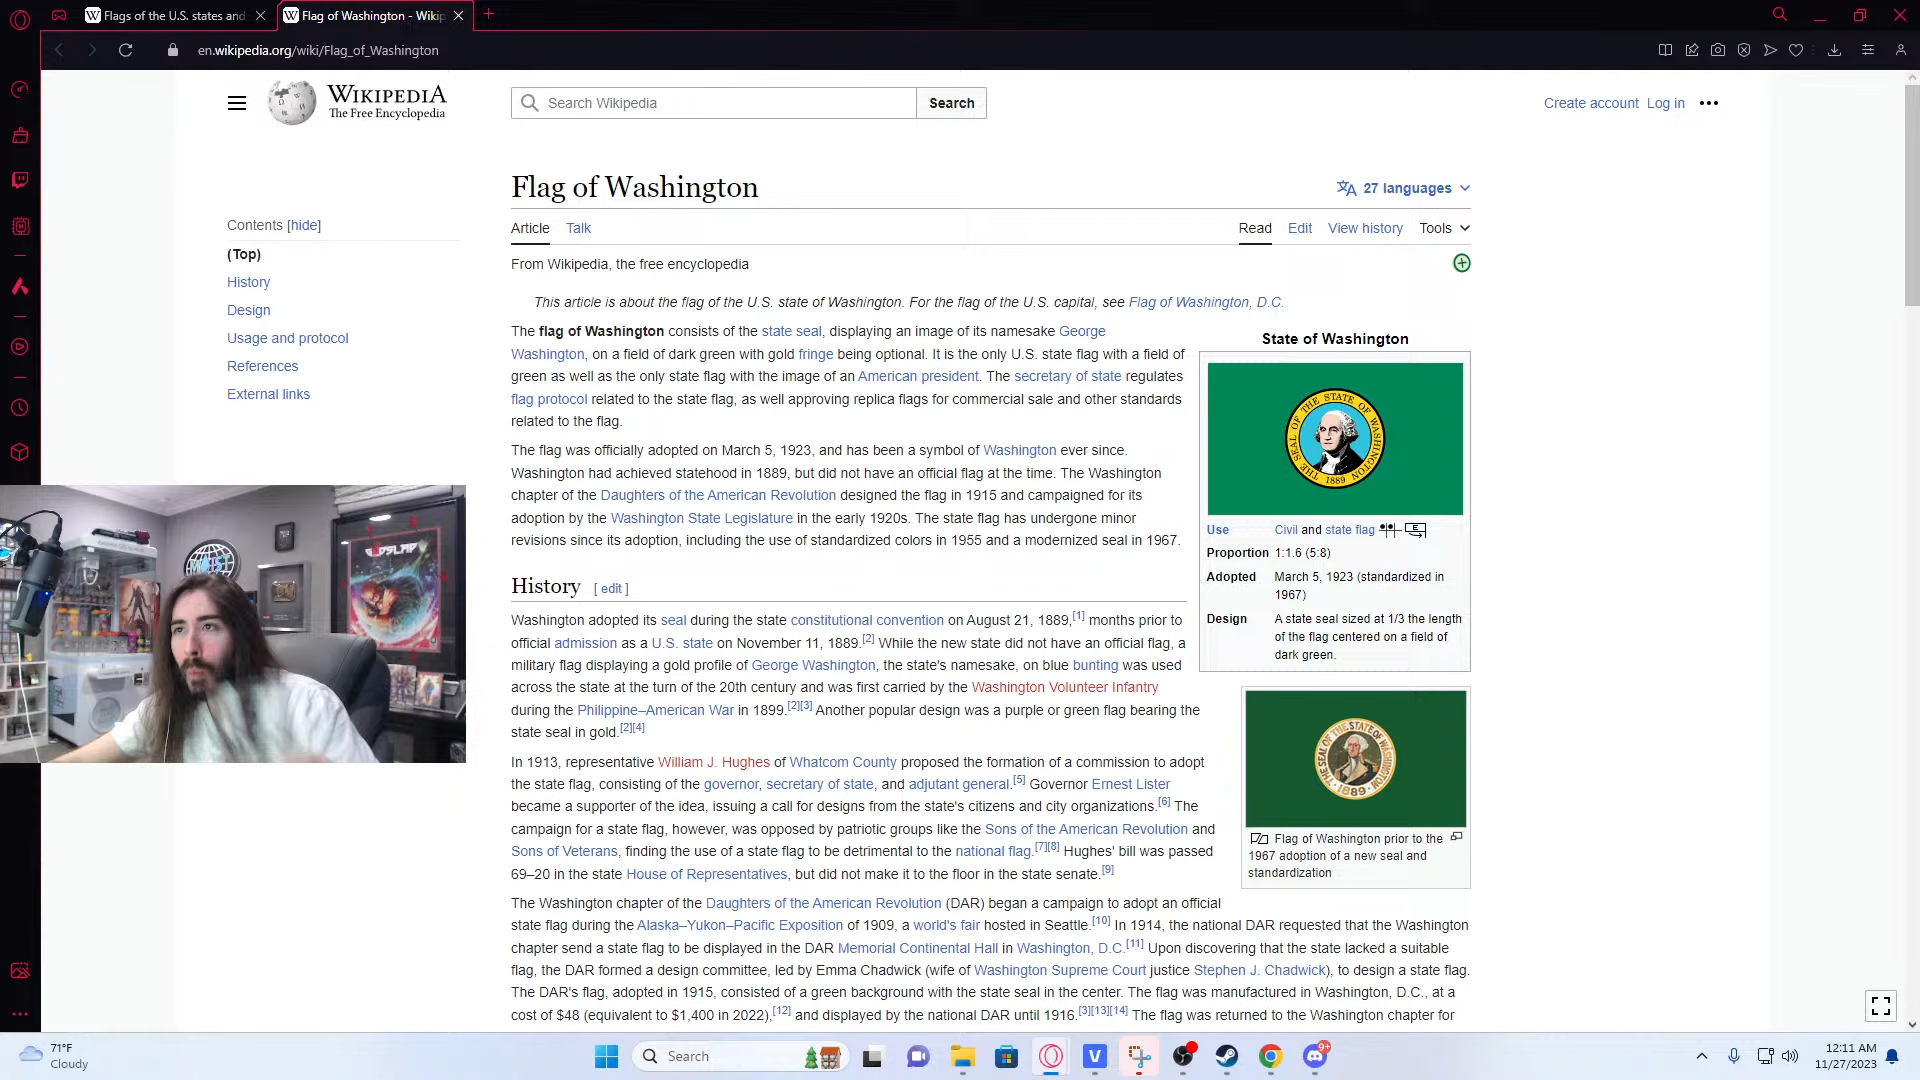 Flags of the U.S. states and
Flag of Washington - Wikip
en.wikipedia.org/wiki/Flag_of_Washington
WIKIPEDIA
The Free Encyclopedia
Search Wikipedia
Search
Create account
Log in
Flag of Washington
27 languages
Contents [hide]
(Top)
History
Design
Usage and protocol
References
External links
Article
Talk
Read
Edit
View history
Tools
From Wikipedia, the free encyclopedia
This article is about the flag of the U.S. state of Washington. For the flag of the U.S. capital, see Flag of Washington, D.C.
The flag of Washington consists of the state seal, displaying an image of its namesake George
Washington, on a field of dark green with gold fringe being optional. It is the only U.S. state flag with a field of
green as well as the only state flag with the image of an American president. The secretary of state regulates
flag protocol related to the state flag, as well approving replica flags for commercial sale and other standards
related to the flag.
The flag was officially adopted on March 5, 1923, and has been a symbol of Washington ever since.
Washington had achieved statehood in 1889, but did not have an official flag at the time. The Washington
chapter of the Daughters of the American Revolution designed the flag in 1915 and campaigned for its
adoption by the Washington State Legislature in the early 1920s. The state flag has undergone minor
revisions since its adoption, including the use of standardized colors in 1955 and a modernized seal in 1967.
State of Washington
THE SEAL OF THE STATE OF WASHINGTON
1889
Use Civil and state flag
Proportion 1:1.6 (5:8)
Adopted March 5, 1923 (standardized in
1967)
Design A state seal sized at 1/3 the length
of the flag centered on a field of
dark green.
THE SEAL OF THE STATE OF WASHINGTON
1889
Flag of Washington prior to the
1967 adoption of a new seal and
standardization
History [ edit ]
Washington adopted its seal during the state constitutional convention on August 21, 1889,[1] months prior to
official admission as a U.S. state on November 11, 1889.[2] While the new state did not have an official flag, a
military flag displaying a gold profile of George Washington, the state's namesake, on blue bunting was used
across the state at the turn of the 20th century and was first carried by the Washington Volunteer Infantry
during the Philippine–American War in 1899.[2][3] Another popular design was a purple or green flag bearing the
state seal in gold.[2][4]
In 1913, representative William J. Hughes of Whatcom County proposed the formation of a commission to adopt
the state flag, consisting of the governor, secretary of state, and adjutant general.[5] Governor Ernest Lister
became a supporter of the idea, issuing a call for designs from the state's citizens and city organizations.[6] The
campaign for a state flag, however, was opposed by patriotic groups like the Sons of the American Revolution and
Sons of Veterans, finding the use of a state flag to be detrimental to the national flag.[7][8] Hughes' bill was passed
69–20 in the state House of Representatives, but did not make it to the floor in the state senate.[9]
The Washington chapter of the Daughters of the American Revolution (DAR) began a campaign to adopt an official
state flag during the Alaska–Yukon–Pacific Exposition of 1909, a world's fair hosted in Seattle.[10] In 1914, the national DAR requested that the Washington
chapter send a state flag to be displayed in the DAR Memorial Continental Hall in Washington, D.C.[11] Upon discovering that the state lacked a suitable
flag, the DAR formed a design committee, led by Emma Chadwick (wife of Washington Supreme Court justice Stephen J. Chadwick), to design a state flag.
The DAR's flag, adopted in 1915, consisted of a green background with the state seal in the center. The flag was manufactured in Washington, D.C., at a
cost of $48 (equivalent to $1,400 in 2022),[12] and displayed by the national DAR until 1916.[3][13][14] The flag was returned to the Washington chapter for
71°F
Cloudy
Search
9+
12:11 AM
11/27/2023